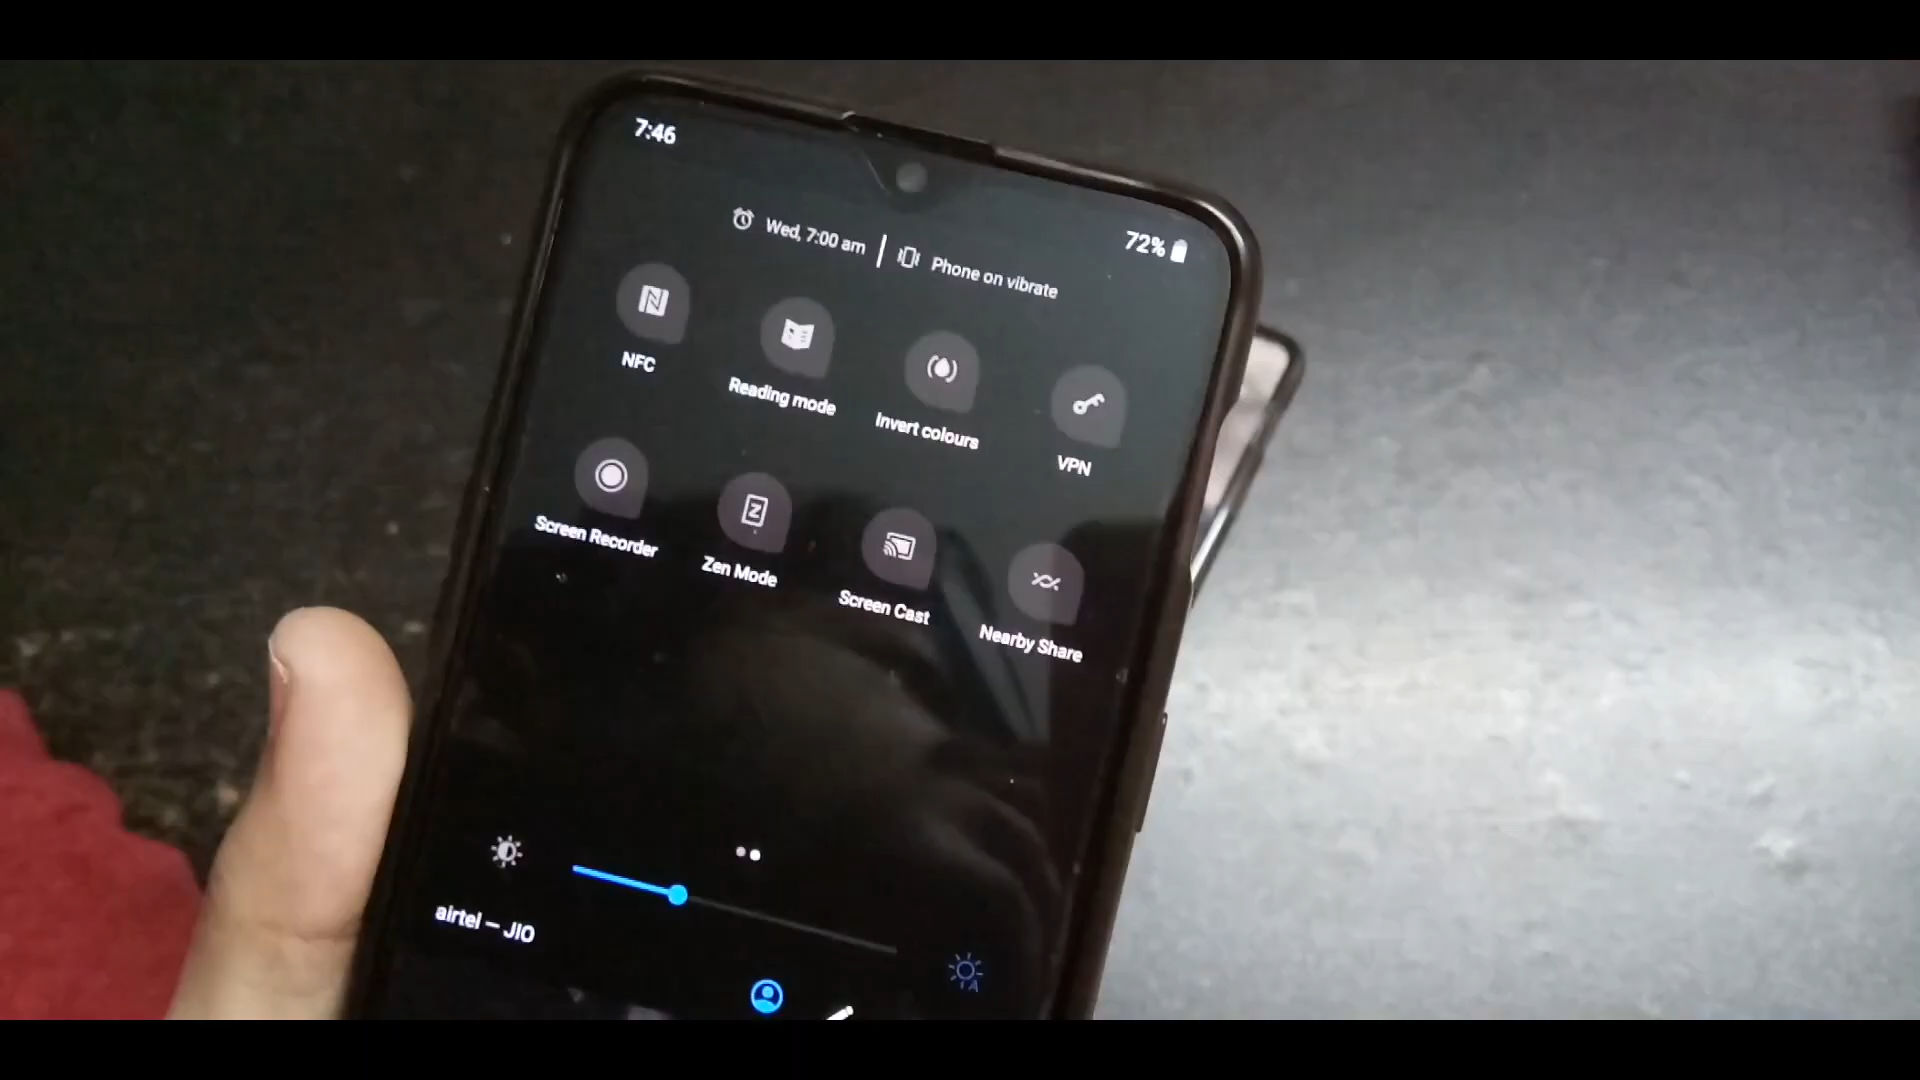 7:46
72%
Wed, 7:00 am | Phone on vibrate
NFC
Reading mode
Invert colours
VPN
Screen Recorder
Zen Mode
Screen Cast
Nearby Share
airtel — JIO